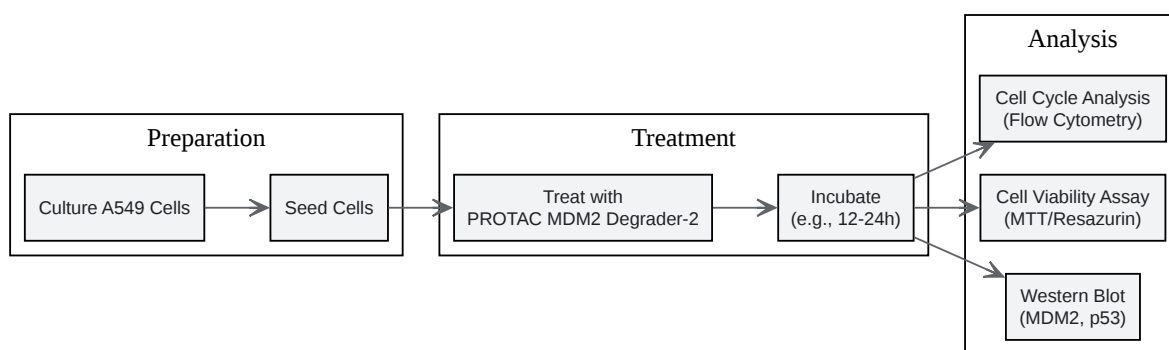 Preparation
Culture A549 Cells
Seed Cells
Treatment
Treat with
PROTAC MDM2 Degrader-2
Incubate
(e.g., 12-24h)
Analysis
Cell Cycle Analysis
(Flow Cytometry)
Cell Viability Assay
(MTT/Resazurin)
Western Blot
(MDM2, p53)